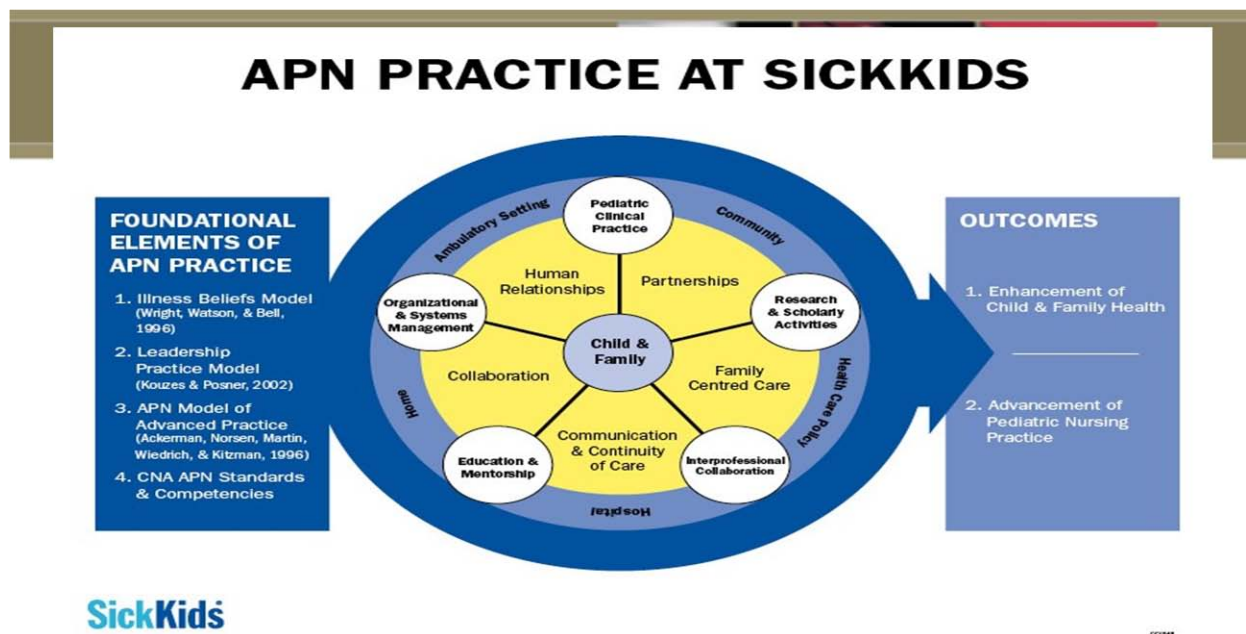 APN PRACTICE AT SICKKIDS
FOUNDATIONAL
ELEMENTS OF
APN PRACTICE
1. Illness Beliefs Model
(Wright, Watson, & Bell,
1996)
2. Leadership
Practice Model
(Kouzes & Posner, 2002)
3. APN Model of
Advanced Practice
(Ackerman, Norsen, Martin,
Wiedrich, & Kitzman, 1996)
4. CNA APN Standards
& Competencies
Ambulatory Setting
Pediatric
Clinical
Practice
Community
Human
Relationships
Partnerships
Organizational
& Systems
Management
Research
& Scholarly
Activities
Child &
Family
Collaboration
Family
Centred Care
Home
Health Care Policy
Communication
& Continuity
of Care
Education &
Mentorship
Interprofessional
Collaboration
Hospital
OUTCOMES
1. Enhancement of
Child & Family Health
2. Advancement of
Pediatric Nursing
Practice
SickKids